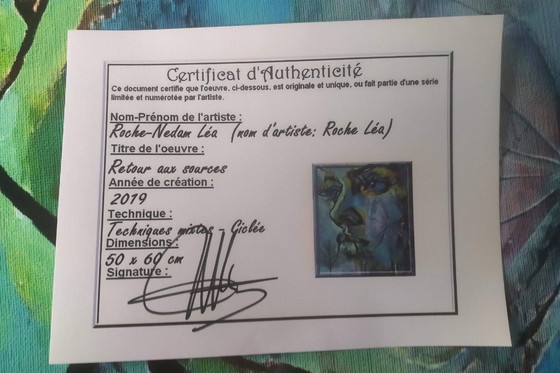 Certificat d'Authenticité
Ce document certifie que l'oeuvre, ci-dessous, est originale et unique, ou fait partie d'une série
limitée et numérotée par l'artiste.
Nom-Prénom de l'artiste :
Roche-Nedam Léa (nom d'artiste: Roche Léa)
Titre de l'oeuvre :
Retour aux sources
Année de création :
2019
Technique :
Techniques mixtes - Giclée
Dimensions :
50 x 60 cm
Signature :